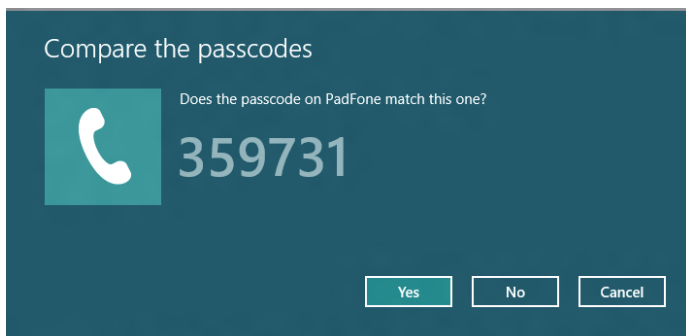 Compare the passcodes
Does the passcode on PadFone match this one?
359731
Yes No Cancel